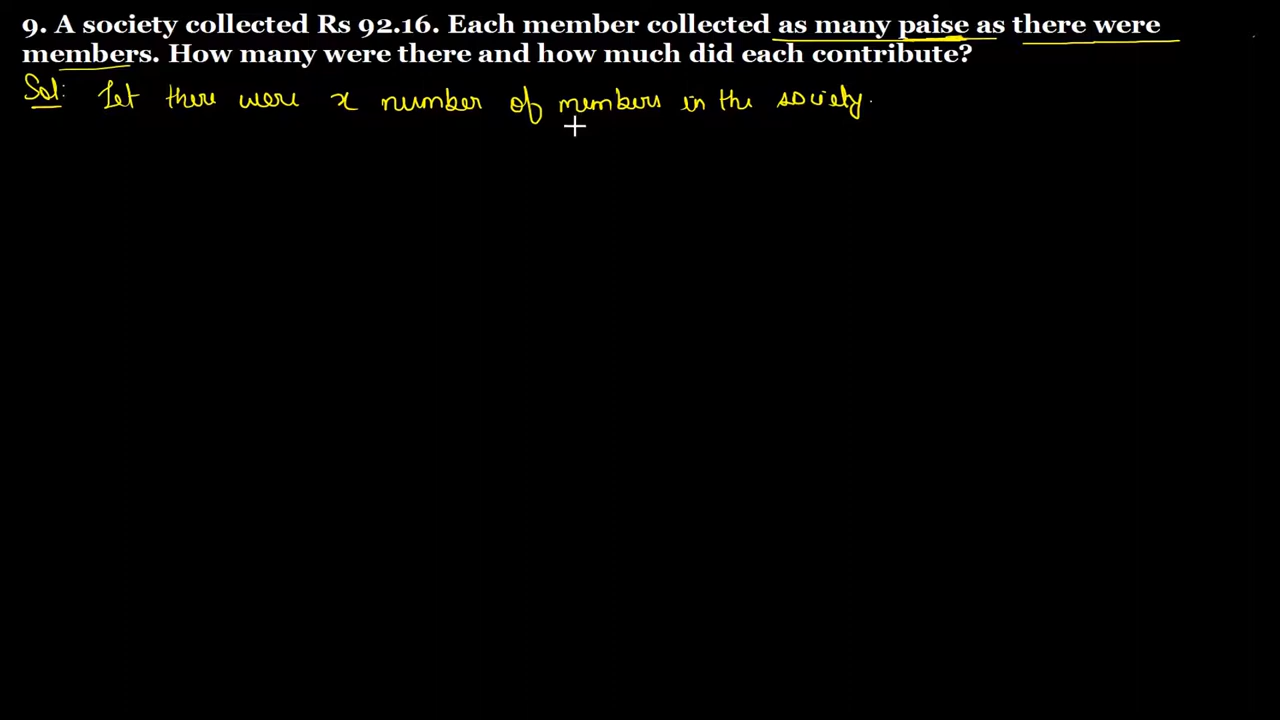 9. A society collected Rs 92.16. Each member collected as many paise as there were
members. How many were there and how much did each contribute?
Sol: Let there were x number of members in the society.